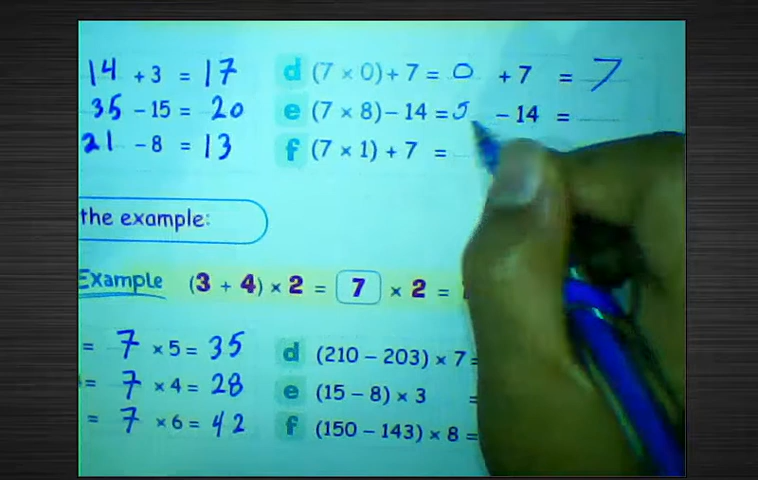 14 + 3 = 17
35 - 15 = 20
21 - 8 = 13
d (7 × 0) + 7 = 0 + 7 = 7
e (7 × 8) - 14 = 5 - 14 =
f (7 × 1) + 7 =
the example:
Example (3 + 4) × 2 = 7 × 2 =
= 7 × 5 = 35
= 7 × 4 = 28
= 7 × 6 = 42
d (210 - 203) × 7 =
e (15 - 8) × 3 =
f (150 - 143) × 8 =